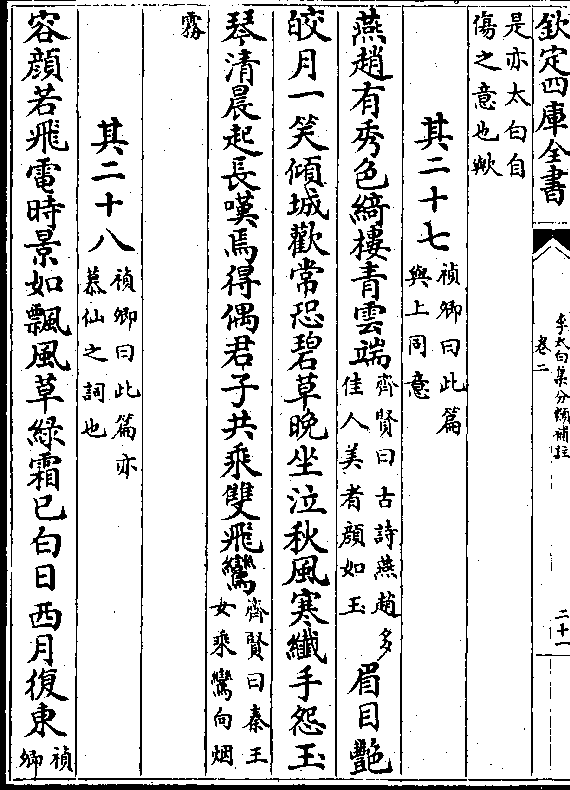 欽定四庫全書
李太白集分類補註
卷二
二十一
是亦太白自
傷之意也歟
其二十七禎卿曰此篇
與上同意
燕趙有秀色綺樓青雲端齊賢曰古詩燕趙多
佳人美者顏如玉眉目艷
皎月一笑傾城歡常恐碧草晚坐泣秋風寒纖手怨玉
琴清晨起長嘆焉得偶君子共乘雙飛鸞齊賢曰秦王
女乘鸞向烟
霧
其二十八禎卿曰此篇亦
慕仙之詞也
容顏若飛電時景如飄風草綠霜已白日西月復東禎
卿